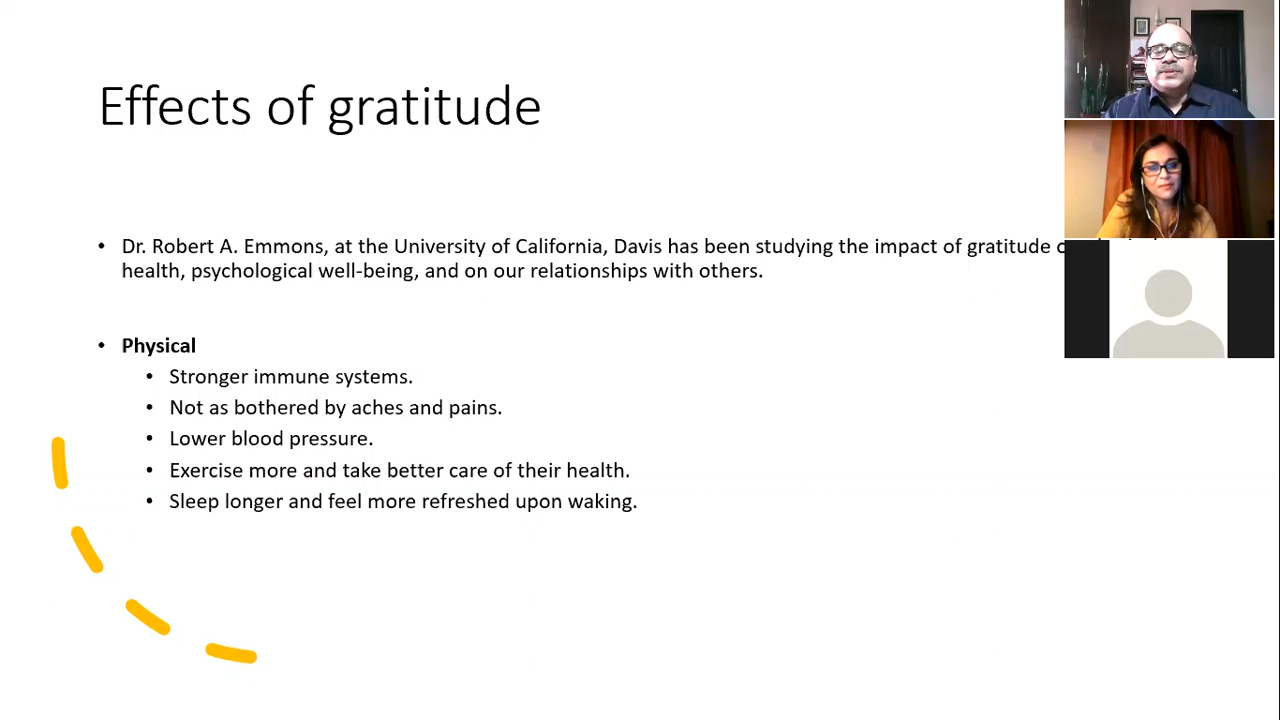 Effects of gratitude
• Dr. Robert A. Emmons, at the University of California, Davis has been studying the impact of gratitude
health, psychological well-being, and on our relationships with others.
• Physical
• Stronger immune systems.
• Not as bothered by aches and pains.
• Lower blood pressure.
• Exercise more and take better care of their health.
• Sleep longer and feel more refreshed upon waking.